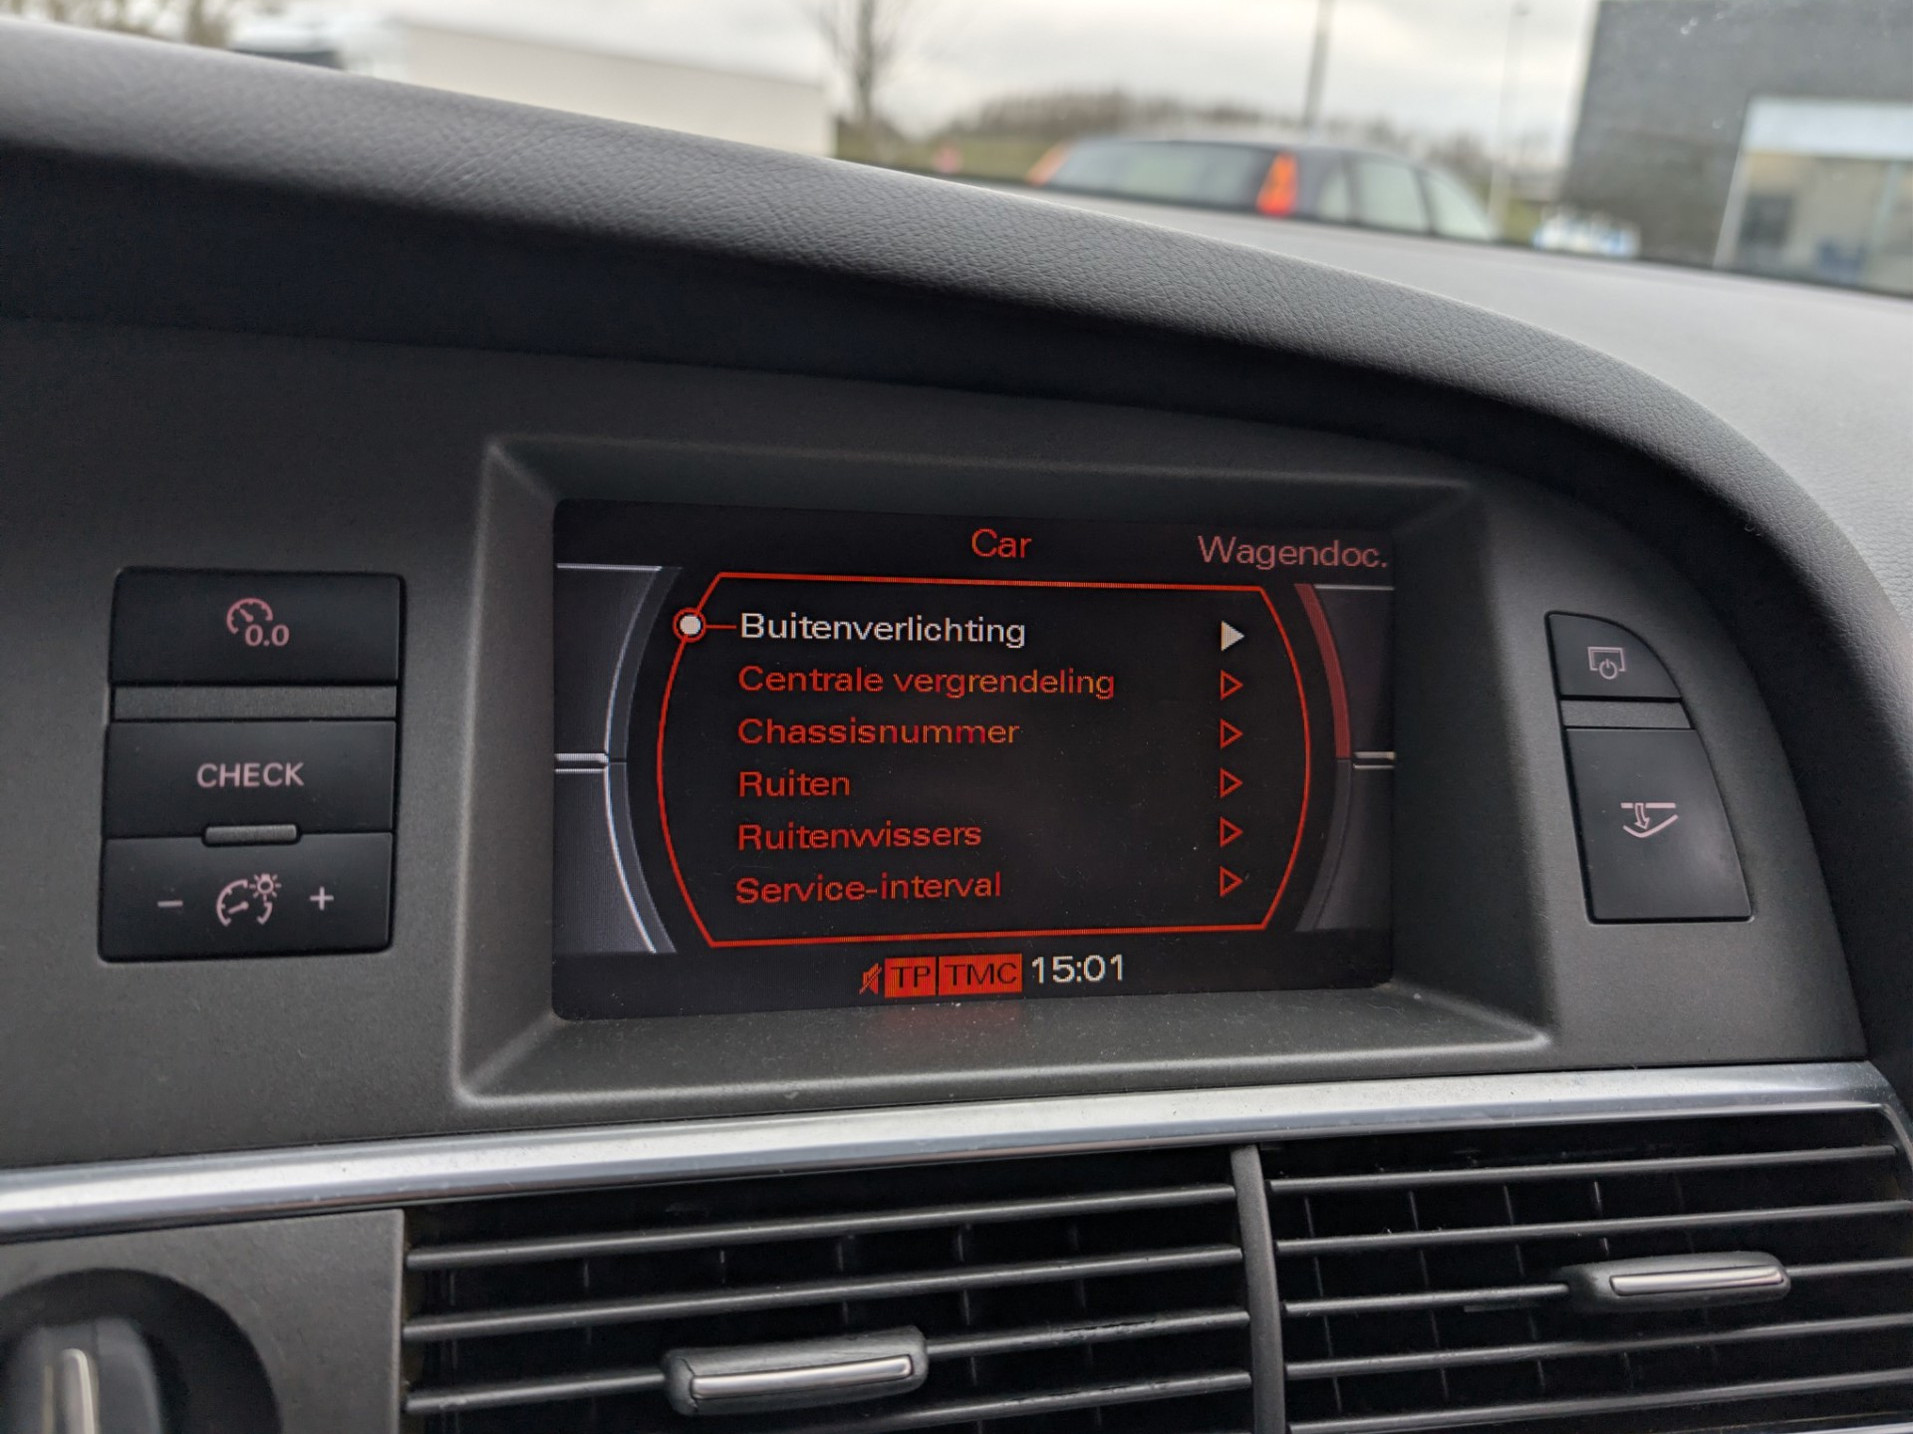 Car
Wagendoc.
Buitenverlichting
Centrale vergrendeling
Chassisnummer
Ruiten
Ruitenwissers
Service-interval
TP TMC 15:01
0.0
CHECK
- +